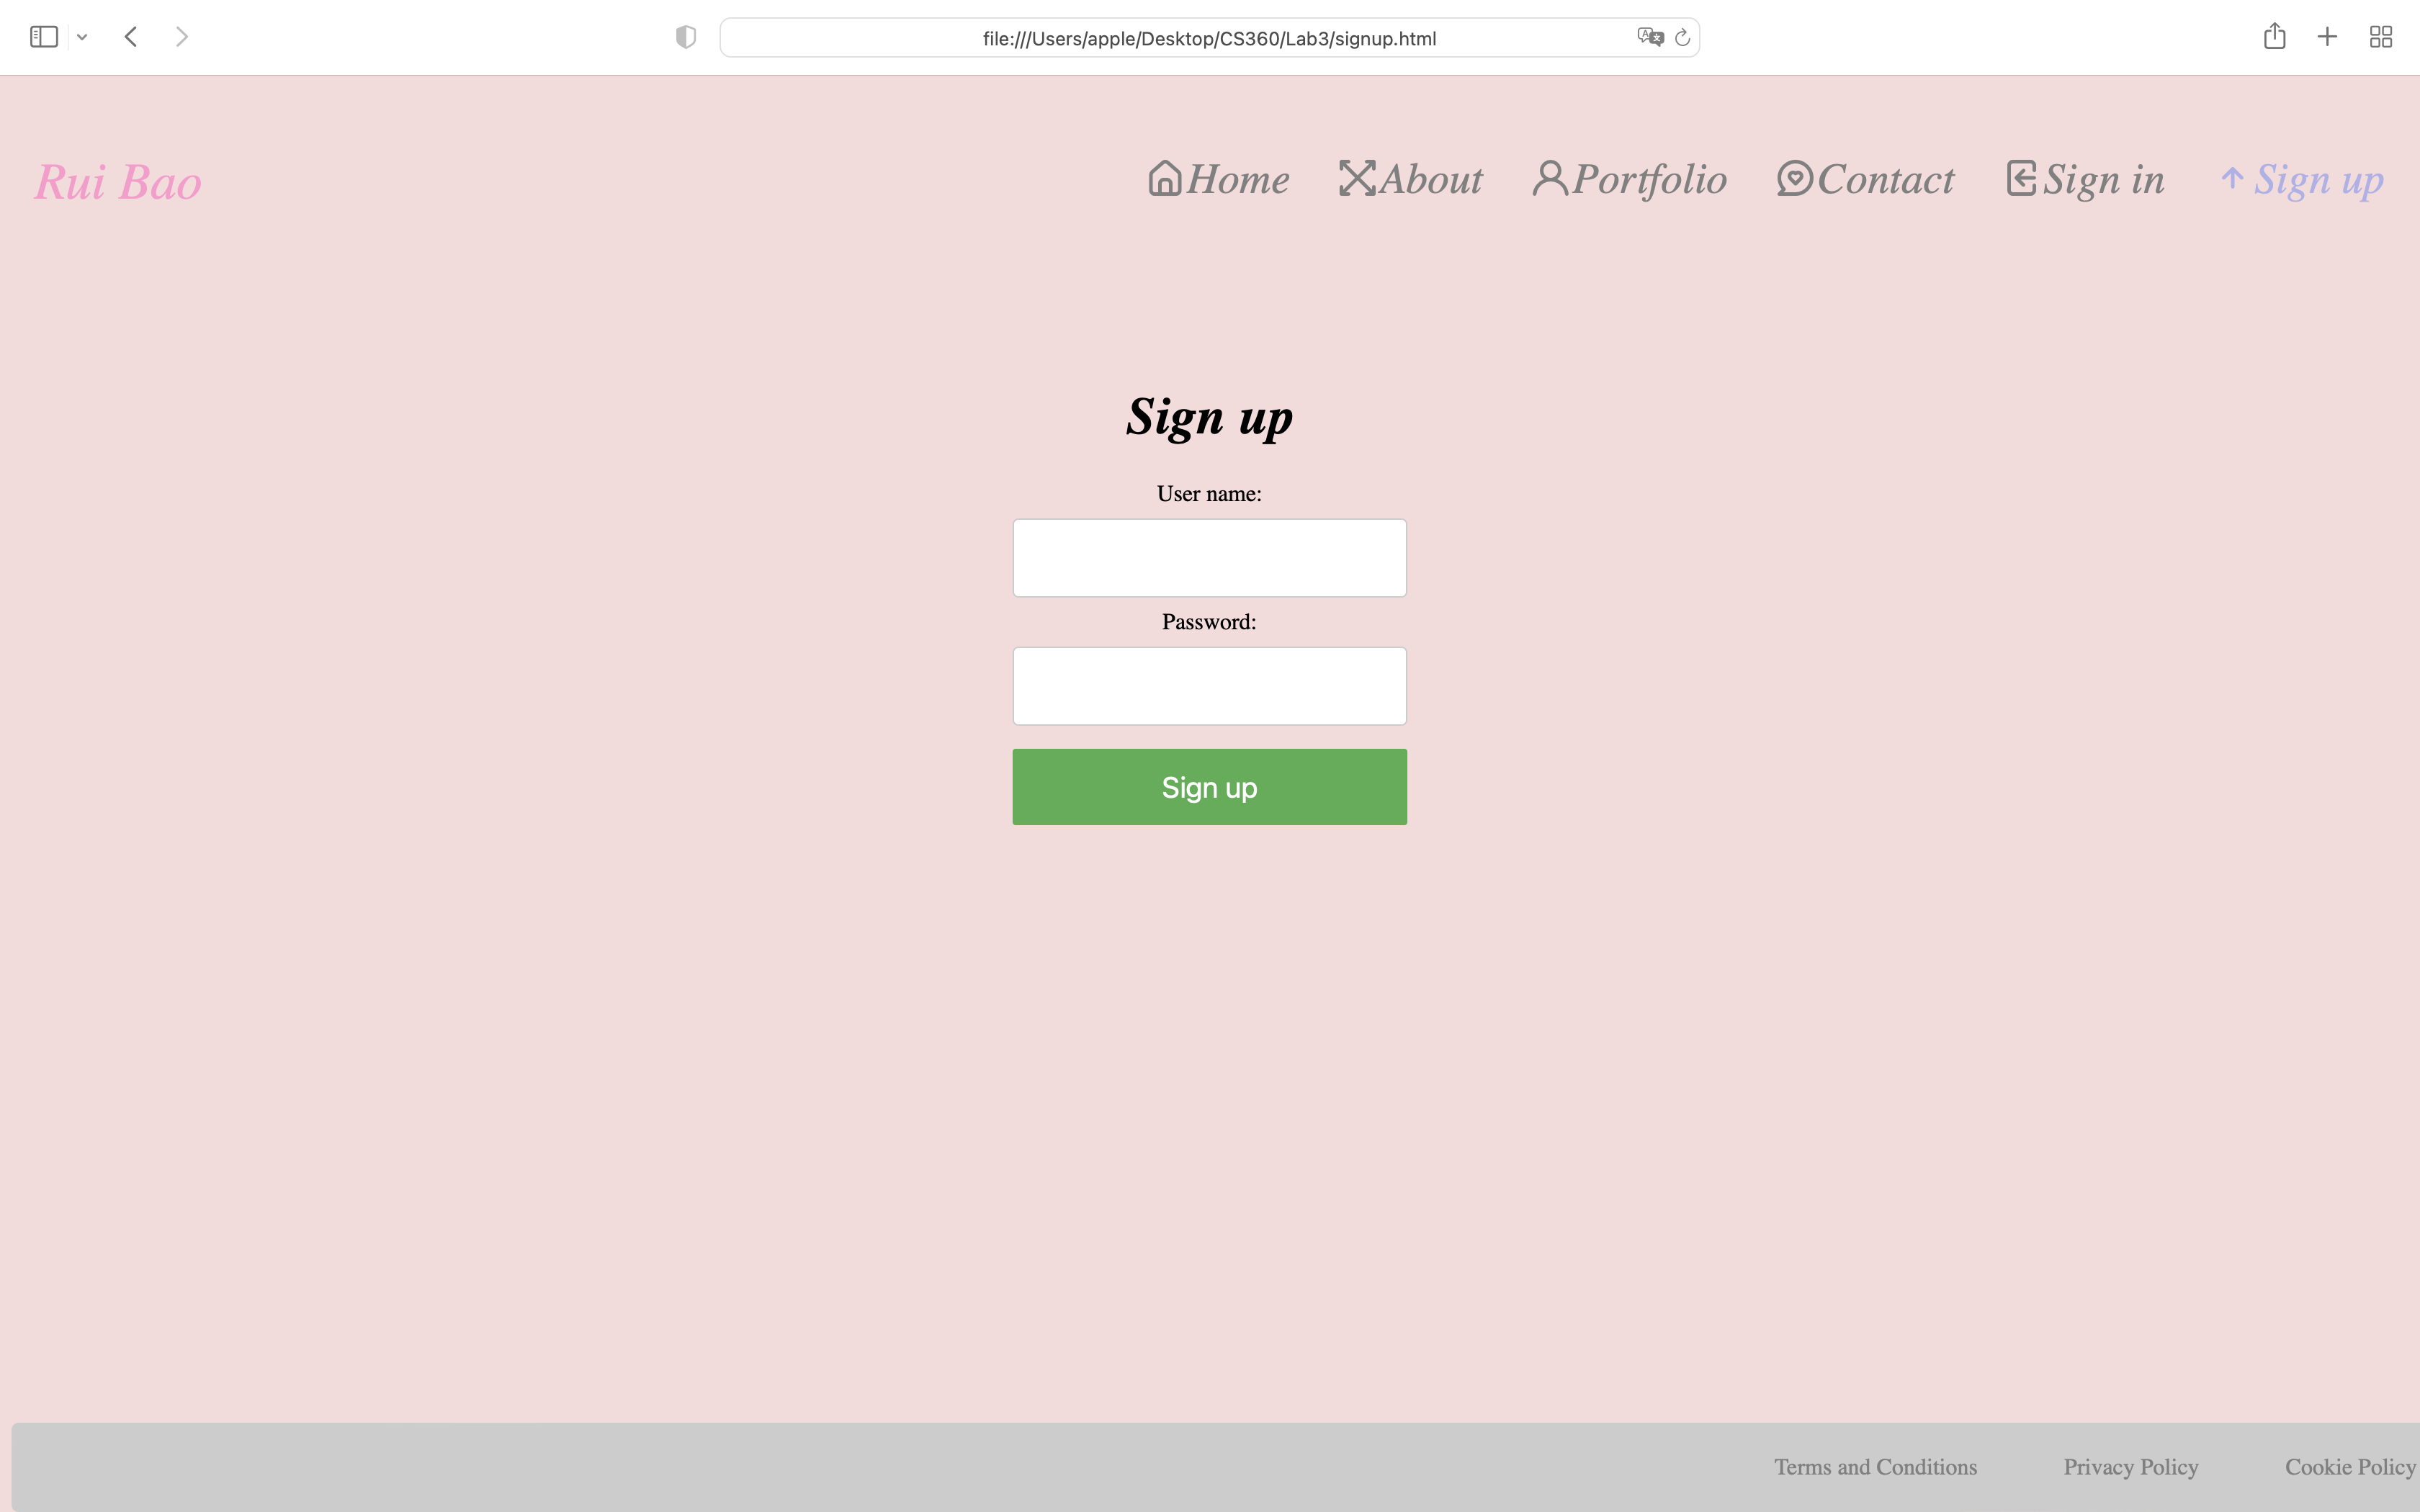 file:///Users/apple/Desktop/CS360/Lab3/signup.html
Rui Bao
Home About Portfolio Contact Sign in Sign up
Sign up
User name:
Password:
Sign up
Terms and Conditions Privacy Policy Cookie Policy